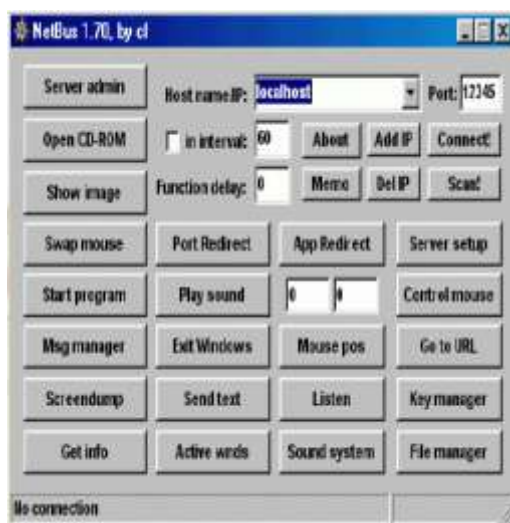 NetBus 1.70, by cf
Server admin Host name/IP: localhost Port: 12345
Open CD-ROM in interval: 60 About Add IP Connect!
Show image Function delay: 0 Memo Del IP Scan!
Swap mouse Port Redirect App Redirect Server setup
Start program Play sound 0 0 Control mouse
Msg manager Exit Windows Mouse pos Go to URL
Screendump Send text Listen Key manager
Get info Active wnds Sound system File manager
No connection